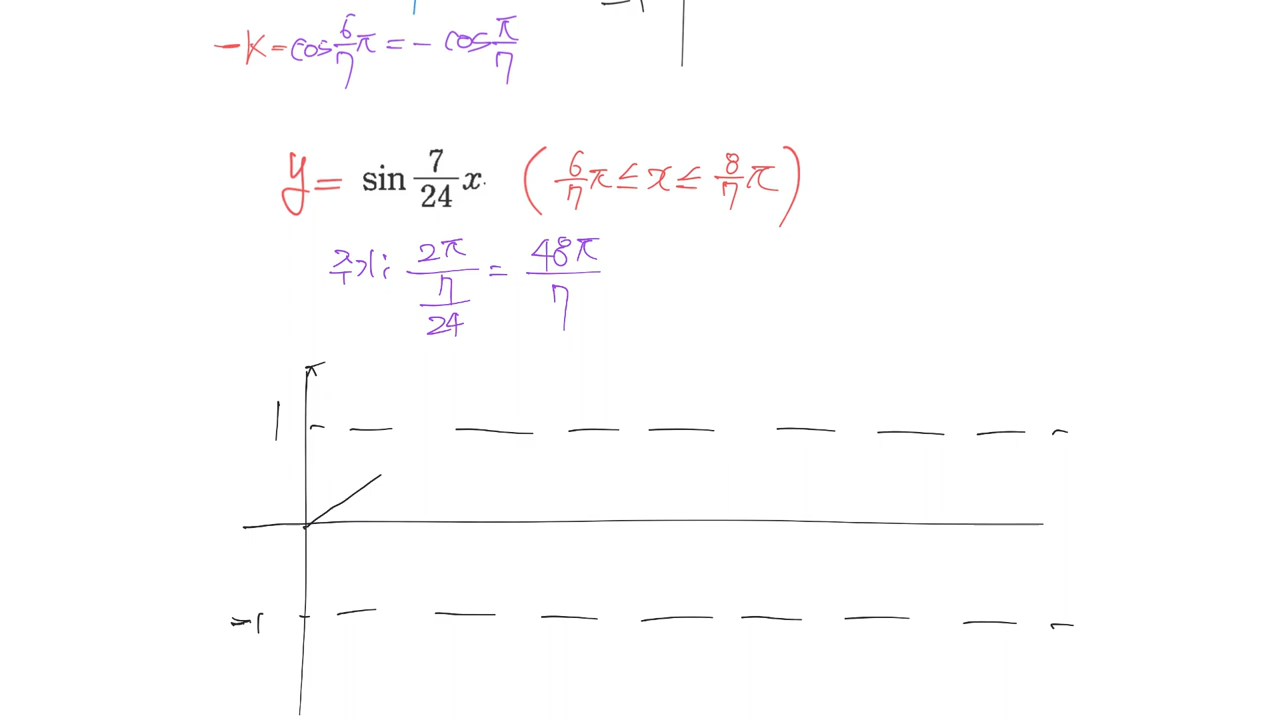 -k = cos 6/7 π = - cos π/7
y = sin 7/24 x (6/7 π ≤ x ≤ 8/7 π)
주기: 2π / (7/24) = 48π/7
1
-1